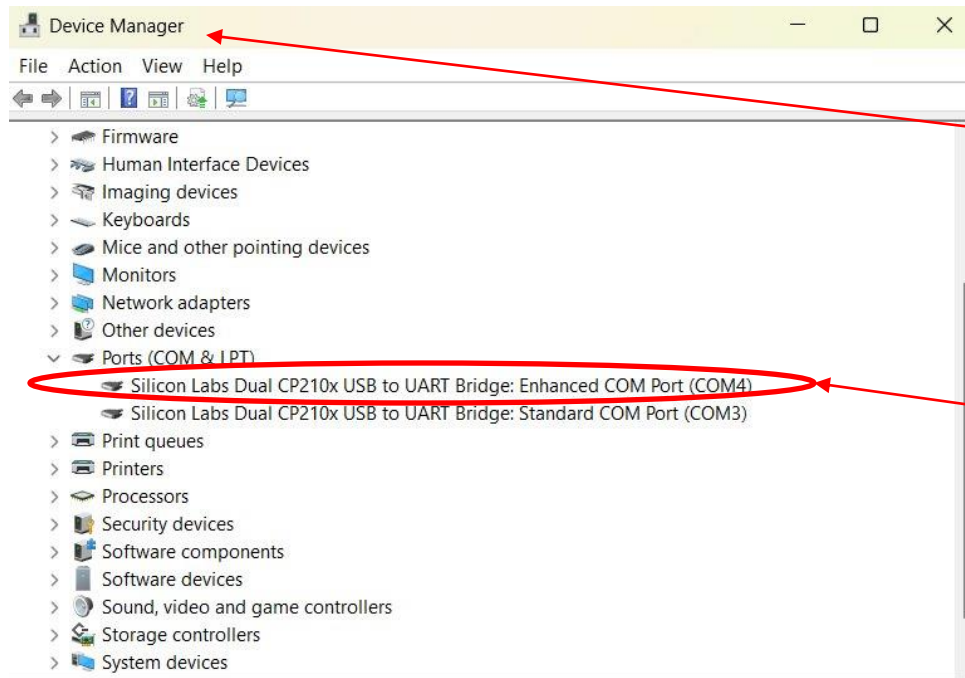 Device Manager
File Action View Help
Firmware
Human Interface Devices
Imaging devices
Keyboards
Mice and other pointing devices
Monitors
Network adapters
Other devices
Ports (COM & LPT)
Silicon Labs Dual CP210x USB to UART Bridge: Enhanced COM Port (COM4)
Silicon Labs Dual CP210x USB to UART Bridge: Standard COM Port (COM3)
Print queues
Printers
Processors
Security devices
Software components
Software devices
Sound, video and game controllers
Storage controllers
System devices